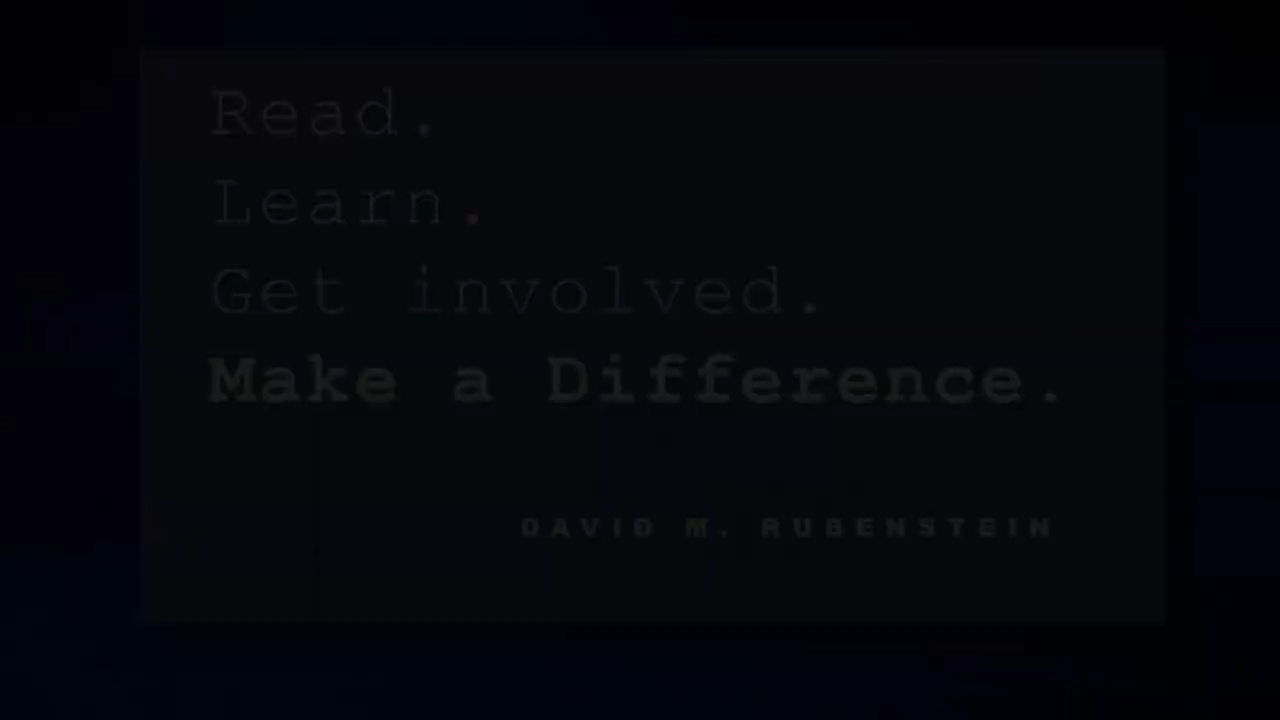 Read.
Learn.
Get involved.
Make a Difference.
DAVID M. RUBENSTEIN